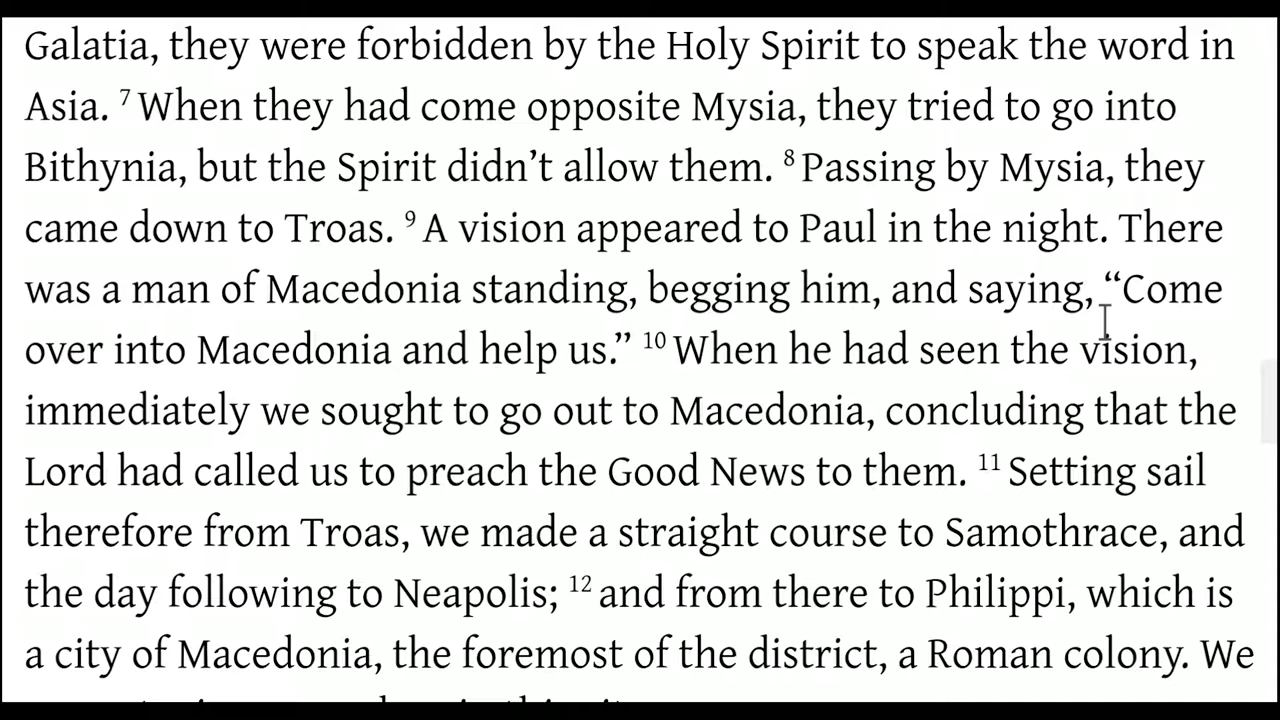 Galatia, they were forbidden by the Holy Spirit to speak the word in
Asia. 7 When they had come opposite Mysia, they tried to go into
Bithynia, but the Spirit didn’t allow them. 8 Passing by Mysia, they
came down to Troas. 9 A vision appeared to Paul in the night. There
was a man of Macedonia standing, begging him, and saying, “Come
over into Macedonia and help us.” 10 When he had seen the vision,
immediately we sought to go out to Macedonia, concluding that the
Lord had called us to preach the Good News to them. 11 Setting sail
therefore from Troas, we made a straight course to Samothrace, and
the day following to Neapolis; 12 and from there to Philippi, which is
a city of Macedonia, the foremost of the district, a Roman colony. We